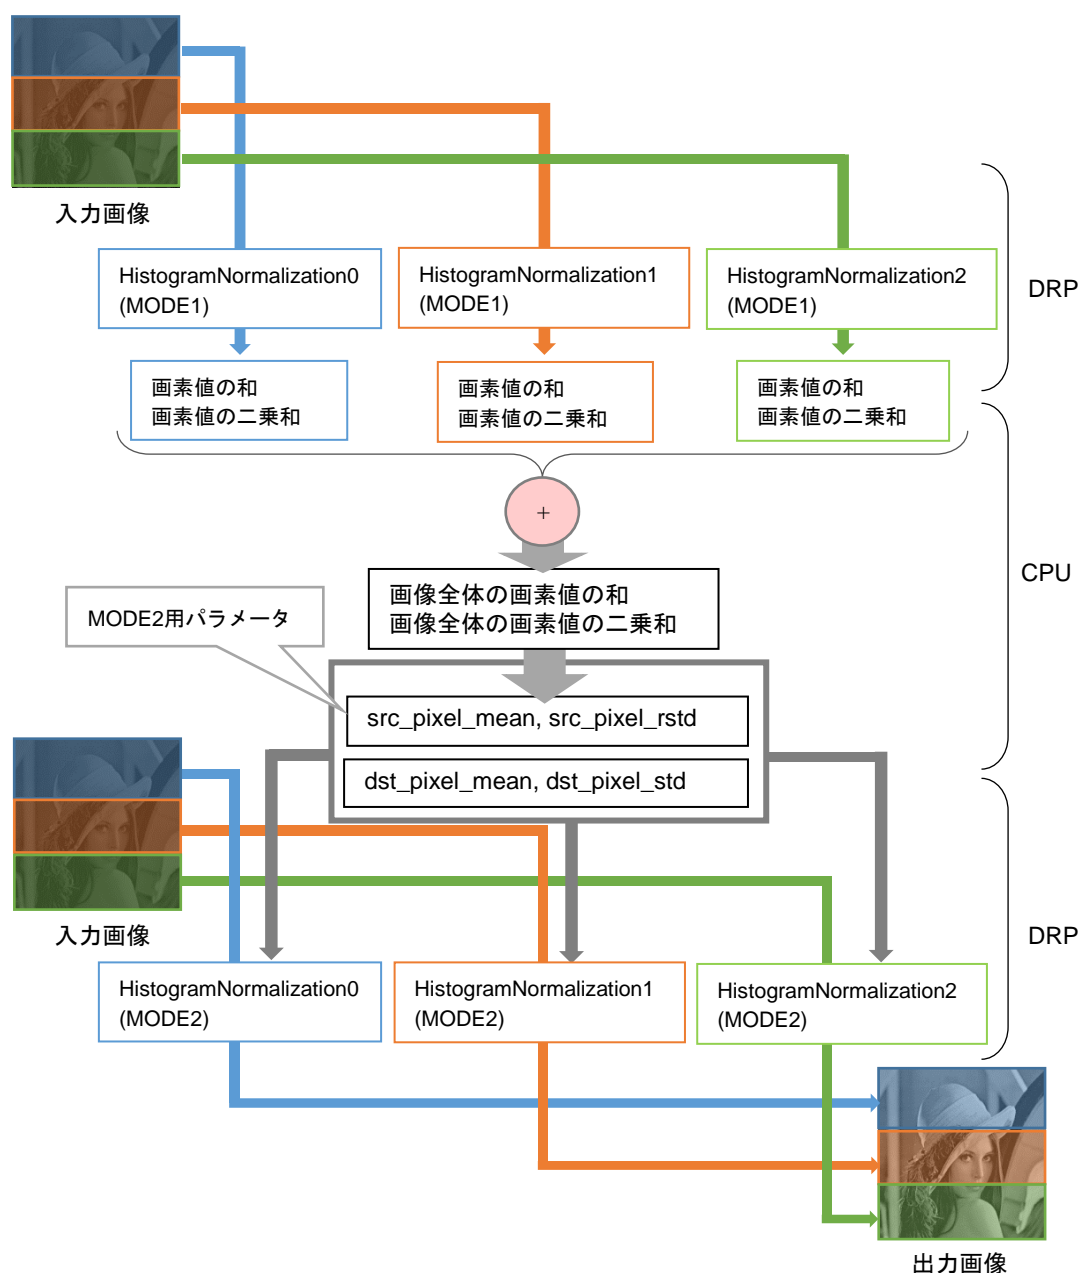 入力画像
HistogramNormalization0
(MODE1)
HistogramNormalization1
(MODE1)
HistogramNormalization2
(MODE1)
DRP
画素値の和
画素値の二乗和
画素値の和
画素値の二乗和
画素値の和
画素値の二乗和
+
CPU
画像全体の画素値の和
画像全体の画素値の二乗和
MODE2用パラメータ
src_pixel_mean, src_pixel_rstd
dst_pixel_mean, dst_pixel_std
入力画像
DRP
HistogramNormalization0
(MODE2)
HistogramNormalization1
(MODE2)
HistogramNormalization2
(MODE2)
出力画像